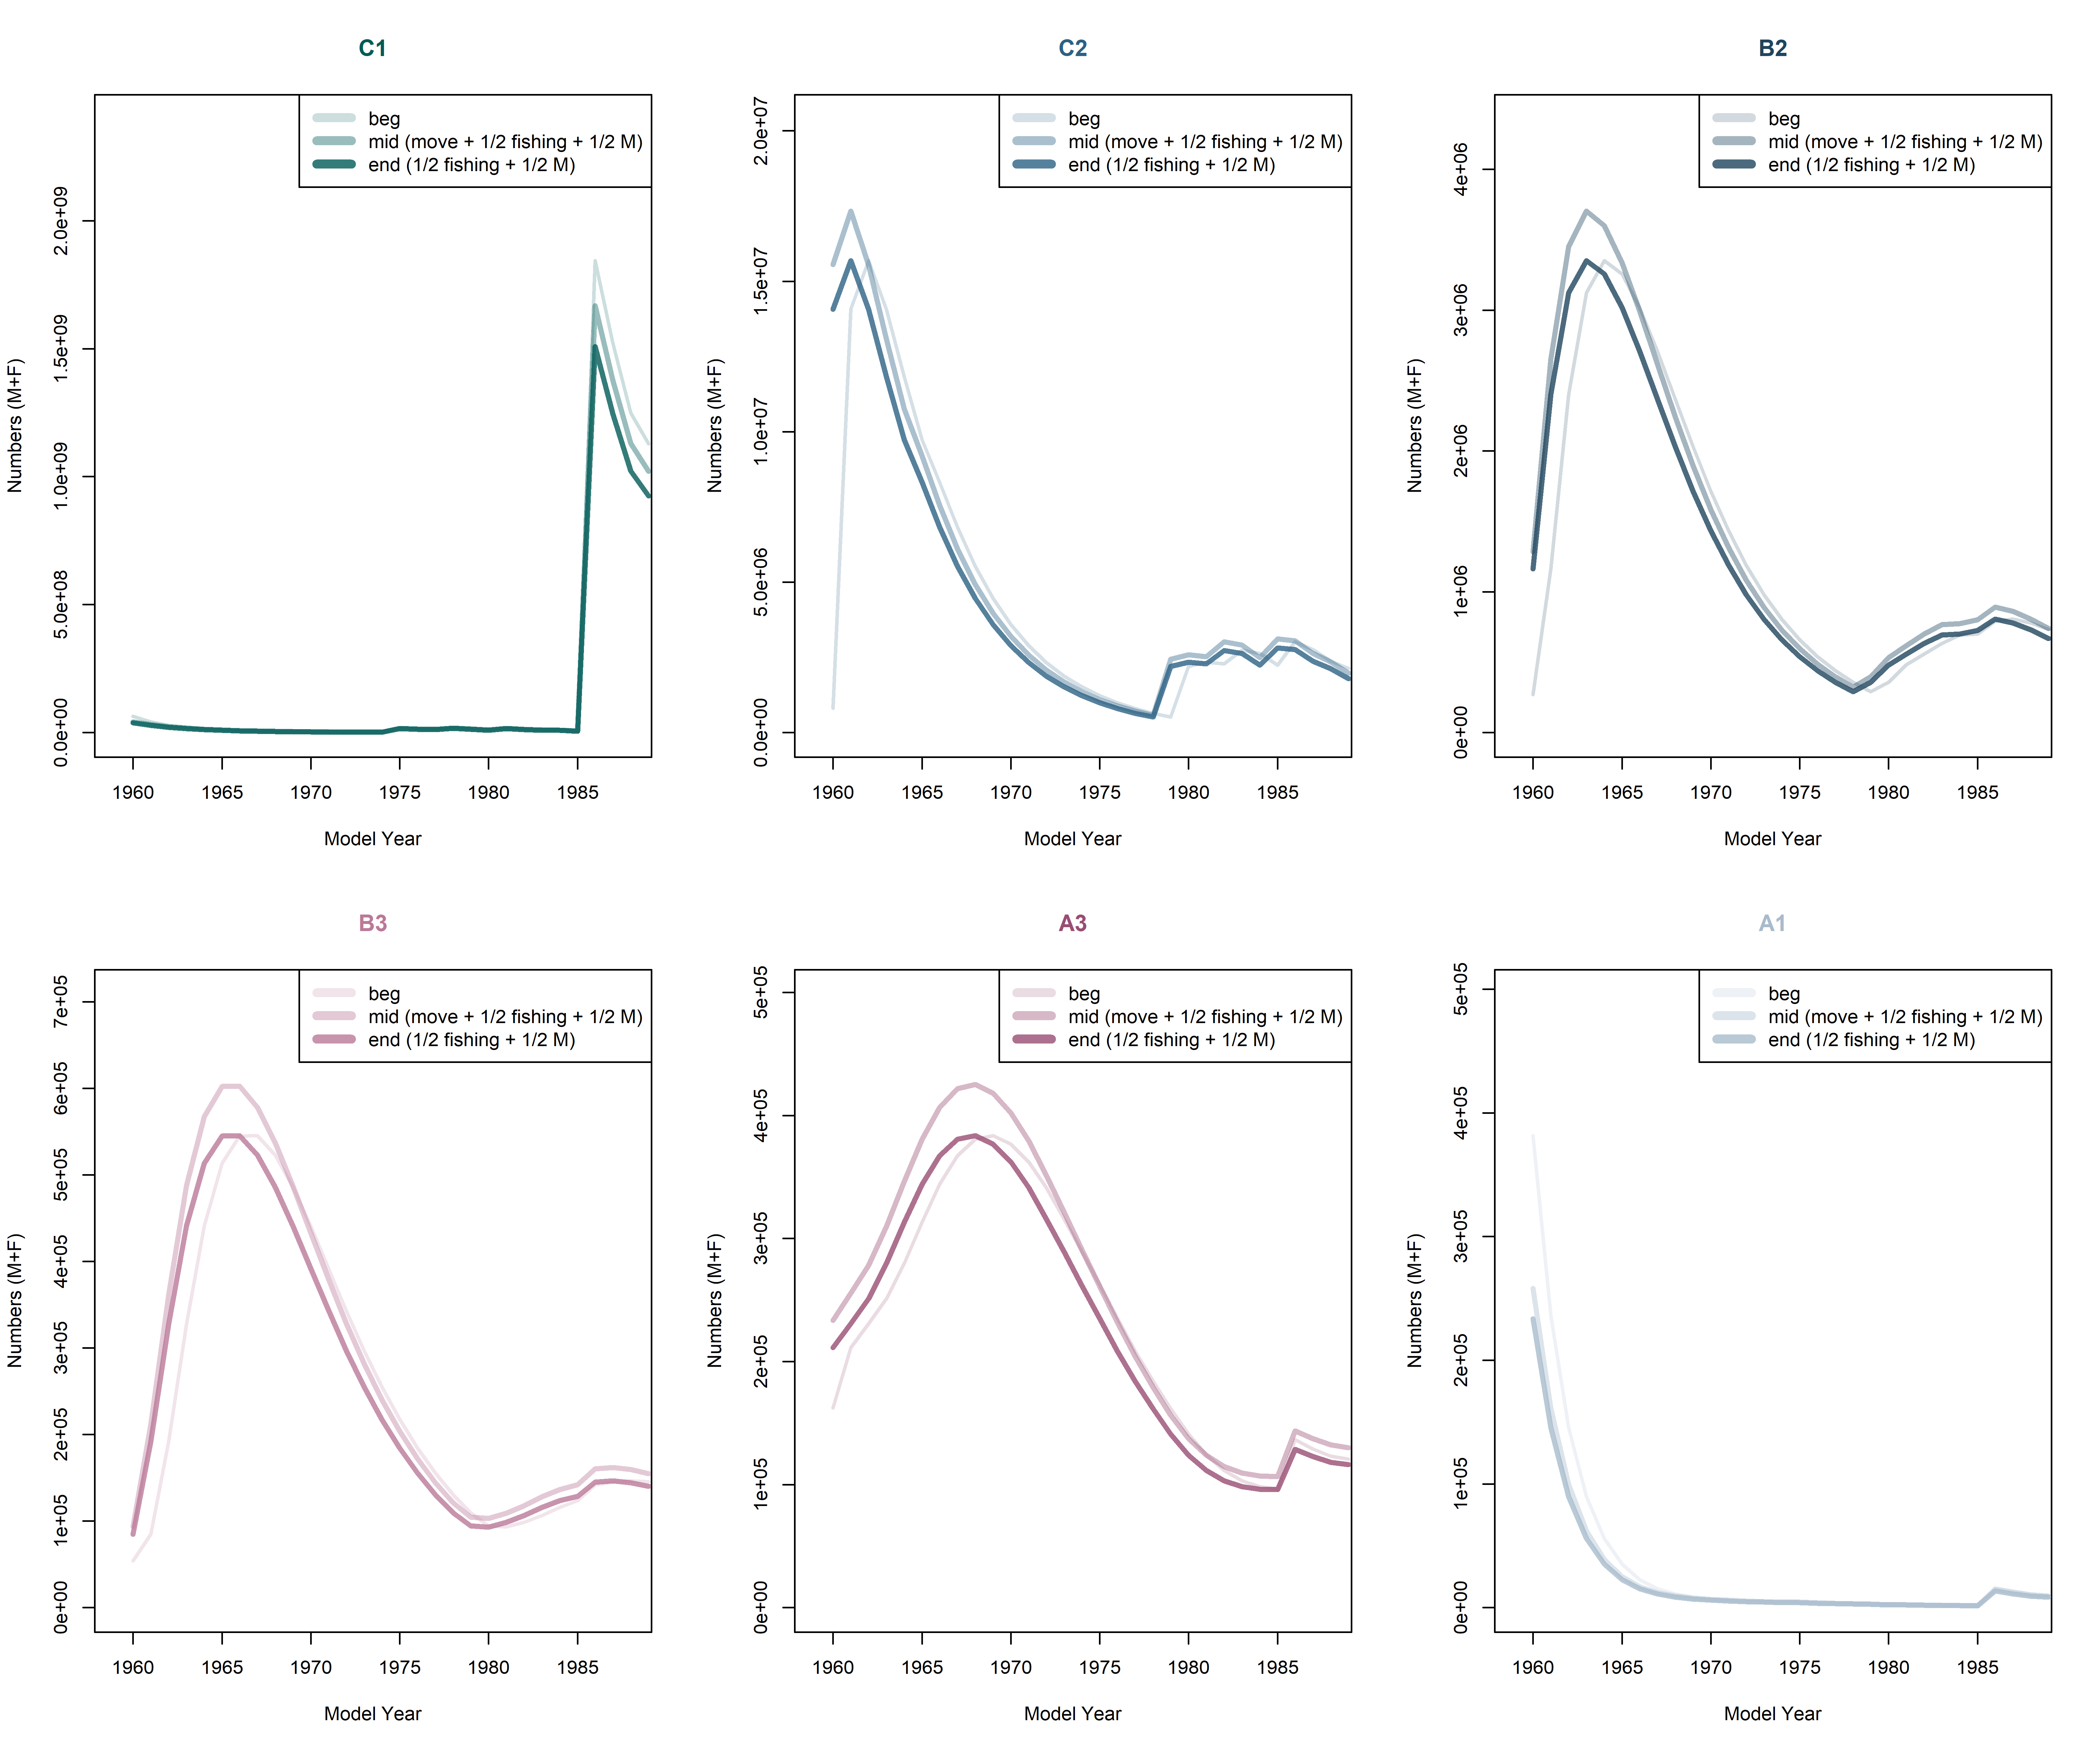 C1
beg
mid (move + 1/2 fishing + 1/2 M)
end (1/2 fishing + 1/2 M)
Numbers (M+F)
0.0e+00
5.0e+08
1.0e+09
1.5e+09
2.0e+09
1960 1965 1970 1975 1980 1985
Model Year
C2
beg
mid (move + 1/2 fishing + 1/2 M)
end (1/2 fishing + 1/2 M)
Numbers (M+F)
0.0e+00
5.0e+06
1.0e+07
1.5e+07
2.0e+07
1960 1965 1970 1975 1980 1985
Model Year
B2
beg
mid (move + 1/2 fishing + 1/2 M)
end (1/2 fishing + 1/2 M)
Numbers (M+F)
0e+00
1e+06
2e+06
3e+06
4e+06
1960 1965 1970 1975 1980 1985
Model Year
B3
beg
mid (move + 1/2 fishing + 1/2 M)
end (1/2 fishing + 1/2 M)
Numbers (M+F)
0e+00
1e+05
2e+05
3e+05
4e+05
5e+05
6e+05
7e+05
1960 1965 1970 1975 1980 1985
Model Year
A3
beg
mid (move + 1/2 fishing + 1/2 M)
end (1/2 fishing + 1/2 M)
Numbers (M+F)
0e+00
1e+05
2e+05
3e+05
4e+05
5e+05
1960 1965 1970 1975 1980 1985
Model Year
A1
beg
mid (move + 1/2 fishing + 1/2 M)
end (1/2 fishing + 1/2 M)
Numbers (M+F)
0e+00
1e+05
2e+05
3e+05
4e+05
5e+05
1960 1965 1970 1975 1980 1985
Model Year